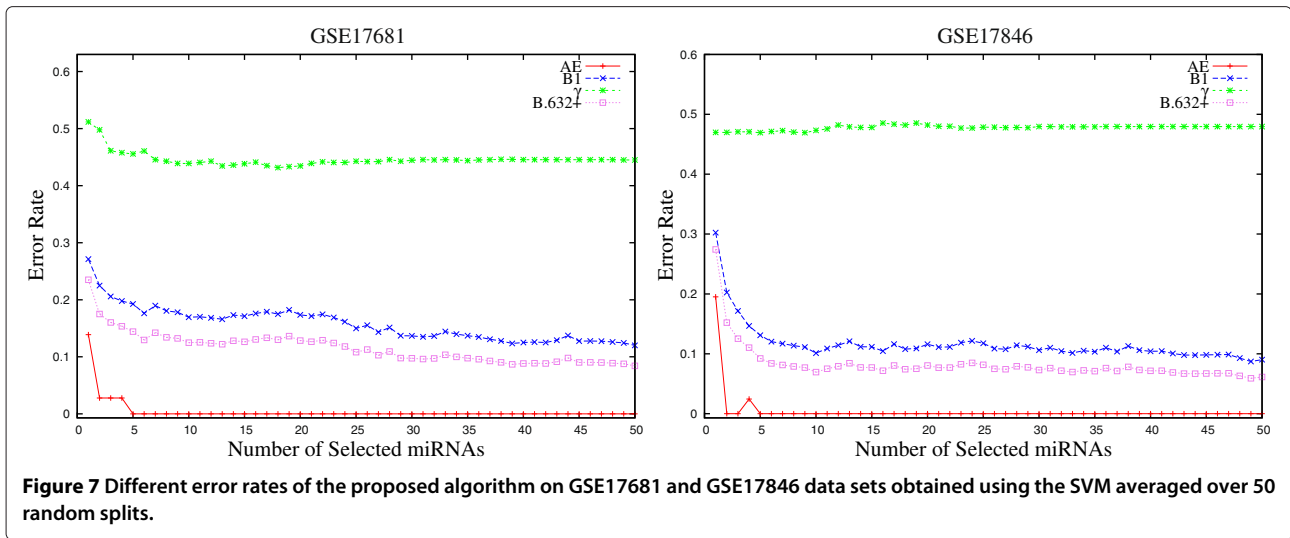 GSE17681
0.6
0.5
0.4
0.3
0.2
0.1
0
Error Rate
AE
B1
γ
B.632+
0 5 10 15 20 25 30 35 40 45 50
Number of Selected miRNAs
GSE17846
0.6
0.5
0.4
0.3
0.2
0.1
0
Error Rate
AE
B1
γ
B.632+
0 5 10 15 20 25 30 35 40 45 50
Number of Selected miRNAs
Figure 7 Different error rates of the proposed algorithm on GSE17681 and GSE17846 data sets obtained using the SVM averaged over 50
random splits.